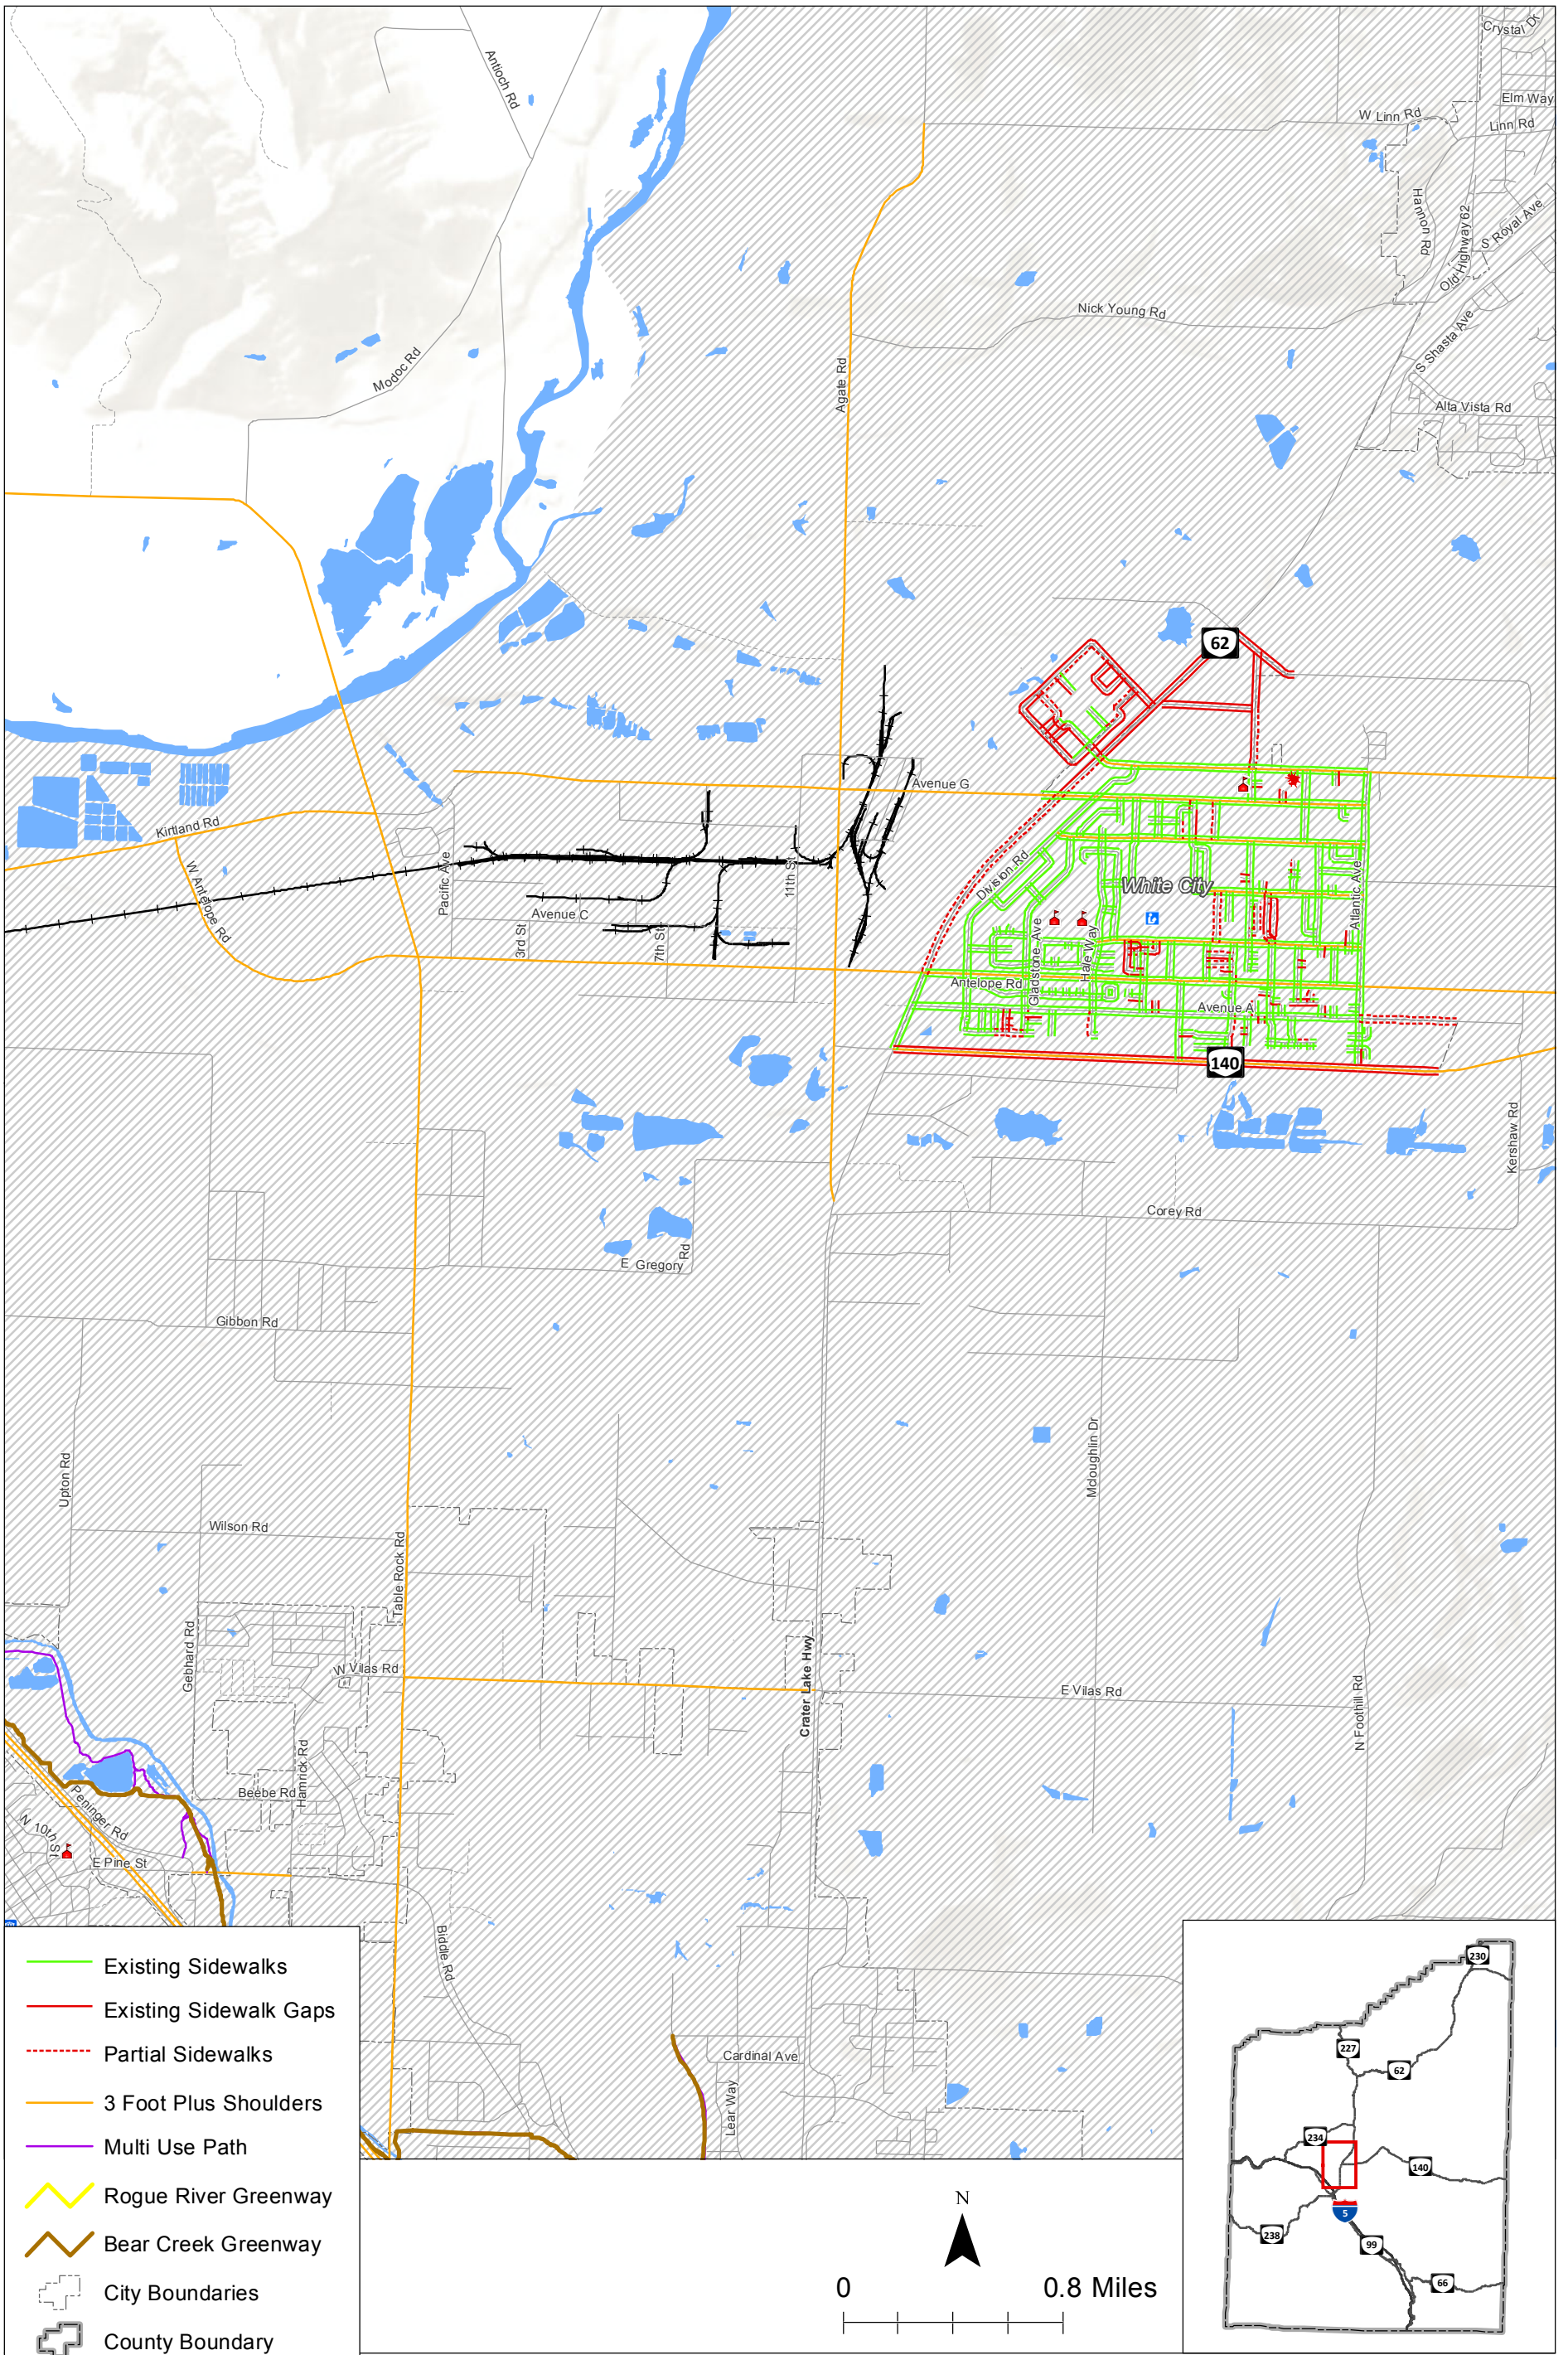 Crystal Dr
Antioch Rd
Elm Way
W Linn Rd
Linn Rd
Hannon Rd
Old Highway 62
S Royal Ave
Nick Young Rd
Modoc Rd
S Shasta Ave
Agate Rd
Alta Vista Rd
62
Avenue G
Kirtland Rd
W Antelope Rd
Pacific Ave
11th St
Division Rd
White City
Atlantic Ave
Avenue C
3rd St
7th St
Gladstone Ave
Hale Way
Antelope Rd
Avenue A
140
Kershaw Rd
Corey Rd
E Gregory Rd
Gibbon Rd
Upton Rd
Mcloughlin Dr
Wilson Rd
Table Rock Rd
Gebhard Rd
W Vilas Rd
Crater Lake Hwy
E Vilas Rd
N Foothill Rd
Hamrick Rd
Beebe Rd
Peninger Rd
N 10th St
E Pine St
Biddle Rd
Cardinal Ave
Lear Way
Existing Sidewalks
Existing Sidewalk Gaps
Partial Sidewalks
3 Foot Plus Shoulders
Multi Use Path
Rogue River Greenway
Bear Creek Greenway
City Boundaries
County Boundary
N
0 0.8 Miles
230
227
62
234
140
5
238
99
66